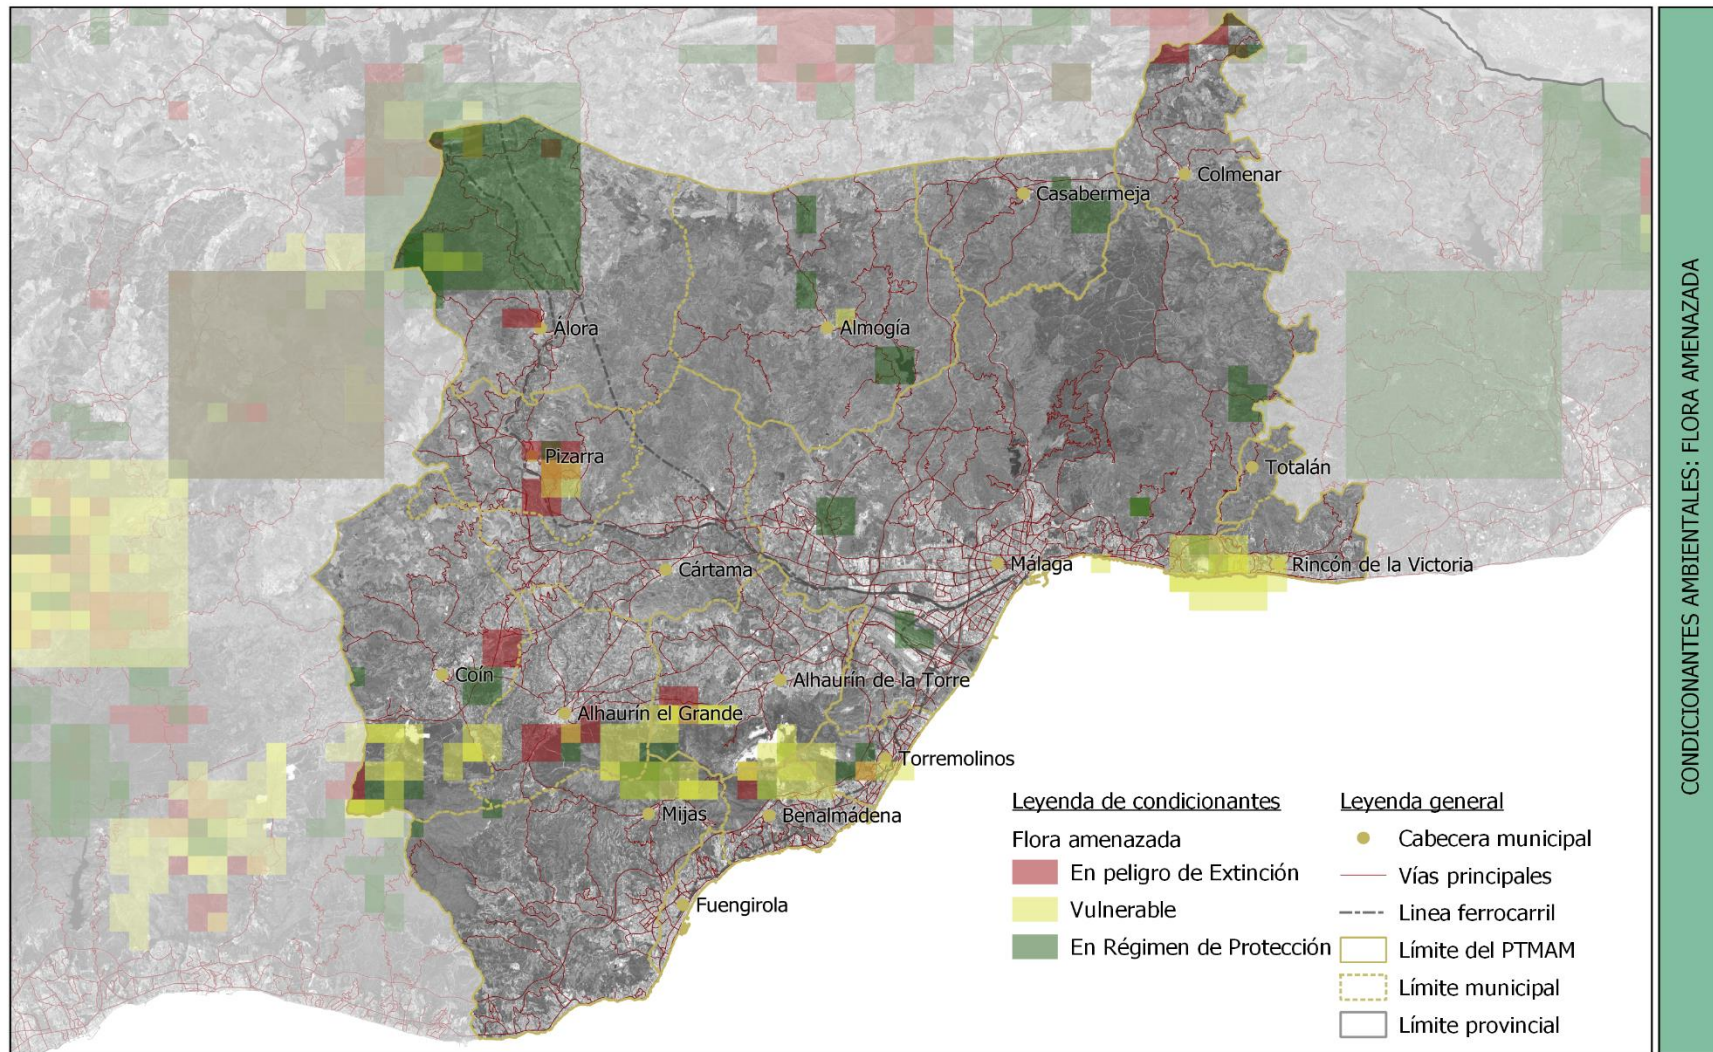 Colmenar
Casabermeja
Álora
Almogía
Pizarra
Totalán
Cártama
Málaga
Rincón de la Victoria
Coín
Alhaurín de la Torre
Alhaurín el Grande
Torremolinos
Mijas
Benalmádena
Fuengirola
Leyenda de condicionantes
Flora amenazada
En peligro de Extinción
Vulnerable
En Régimen de Protección
Leyenda general
Cabecera municipal
Vías principales
Linea ferrocarril
Límite del PTMAM
Límite municipal
Límite provincial
CONDICIONANTES AMBIENTALES: FLORA AMENAZADA